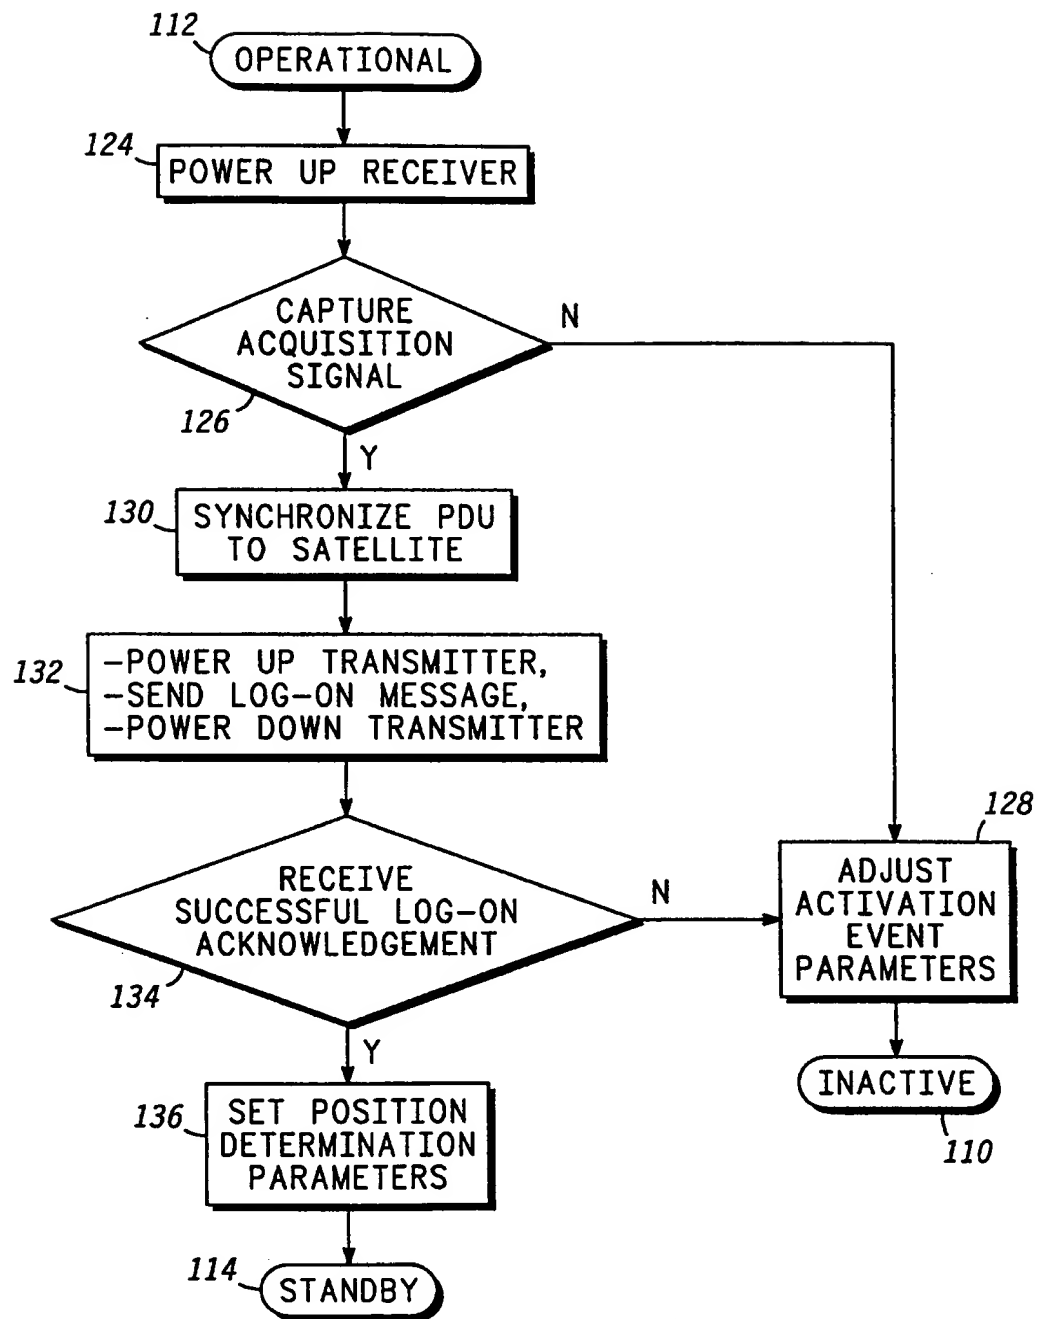 112
OPERATIONAL
124
POWER UP RECEIVER
CAPTURE
ACQUISITION
SIGNAL
N
126
Y
130
SYNCHRONIZE PDU
TO SATELLITE
132
-POWER UP TRANSMITTER,
-SEND LOG-ON MESSAGE,
-POWER DOWN TRANSMITTER
RECEIVE
SUCCESSFUL LOG-ON
ACKNOWLEDGEMENT
N
134
Y
128
ADJUST
ACTIVATION
EVENT
PARAMETERS
INACTIVE
110
136
SET POSITION
DETERMINATION
PARAMETERS
114
STANDBY